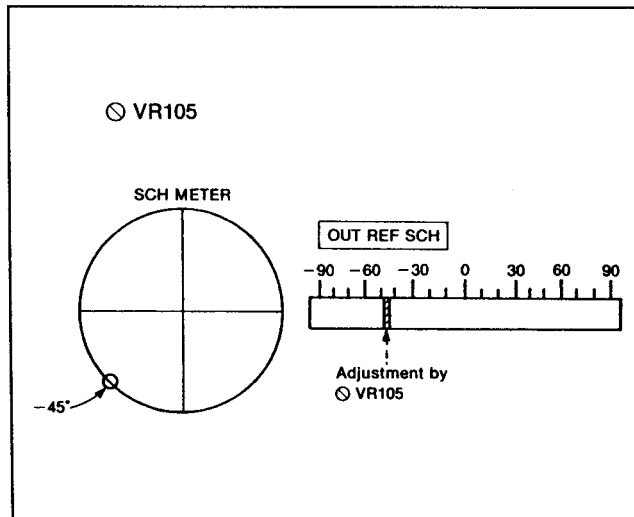 VR105
SCH METER
OUT REF SCH
-90 -60 -30 0 30 60 90
Adjustment by
VR105
-45°